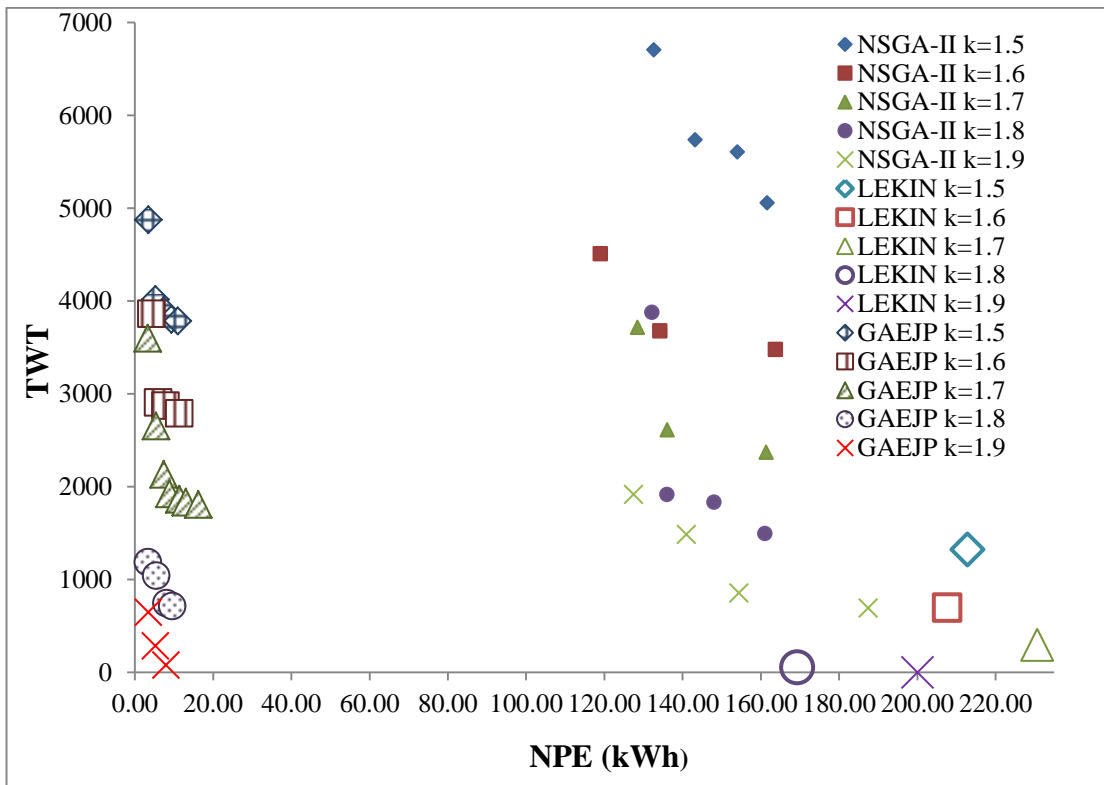 7000
6000
5000
4000
3000
2000
1000
0
TWT
0.00 20.00 40.00 60.00 80.00 100.00 120.00 140.00 160.00 180.00 200.00 220.00
NPE (kWh)
NSGA-II k=1.5
NSGA-II k=1.6
NSGA-II k=1.7
NSGA-II k=1.8
NSGA-II k=1.9
LEKIN k=1.5
LEKIN k=1.6
LEKIN k=1.7
LEKIN k=1.8
LEKIN k=1.9
GAEJP k=1.5
GAEJP k=1.6
GAEJP k=1.7
GAEJP k=1.8
GAEJP k=1.9